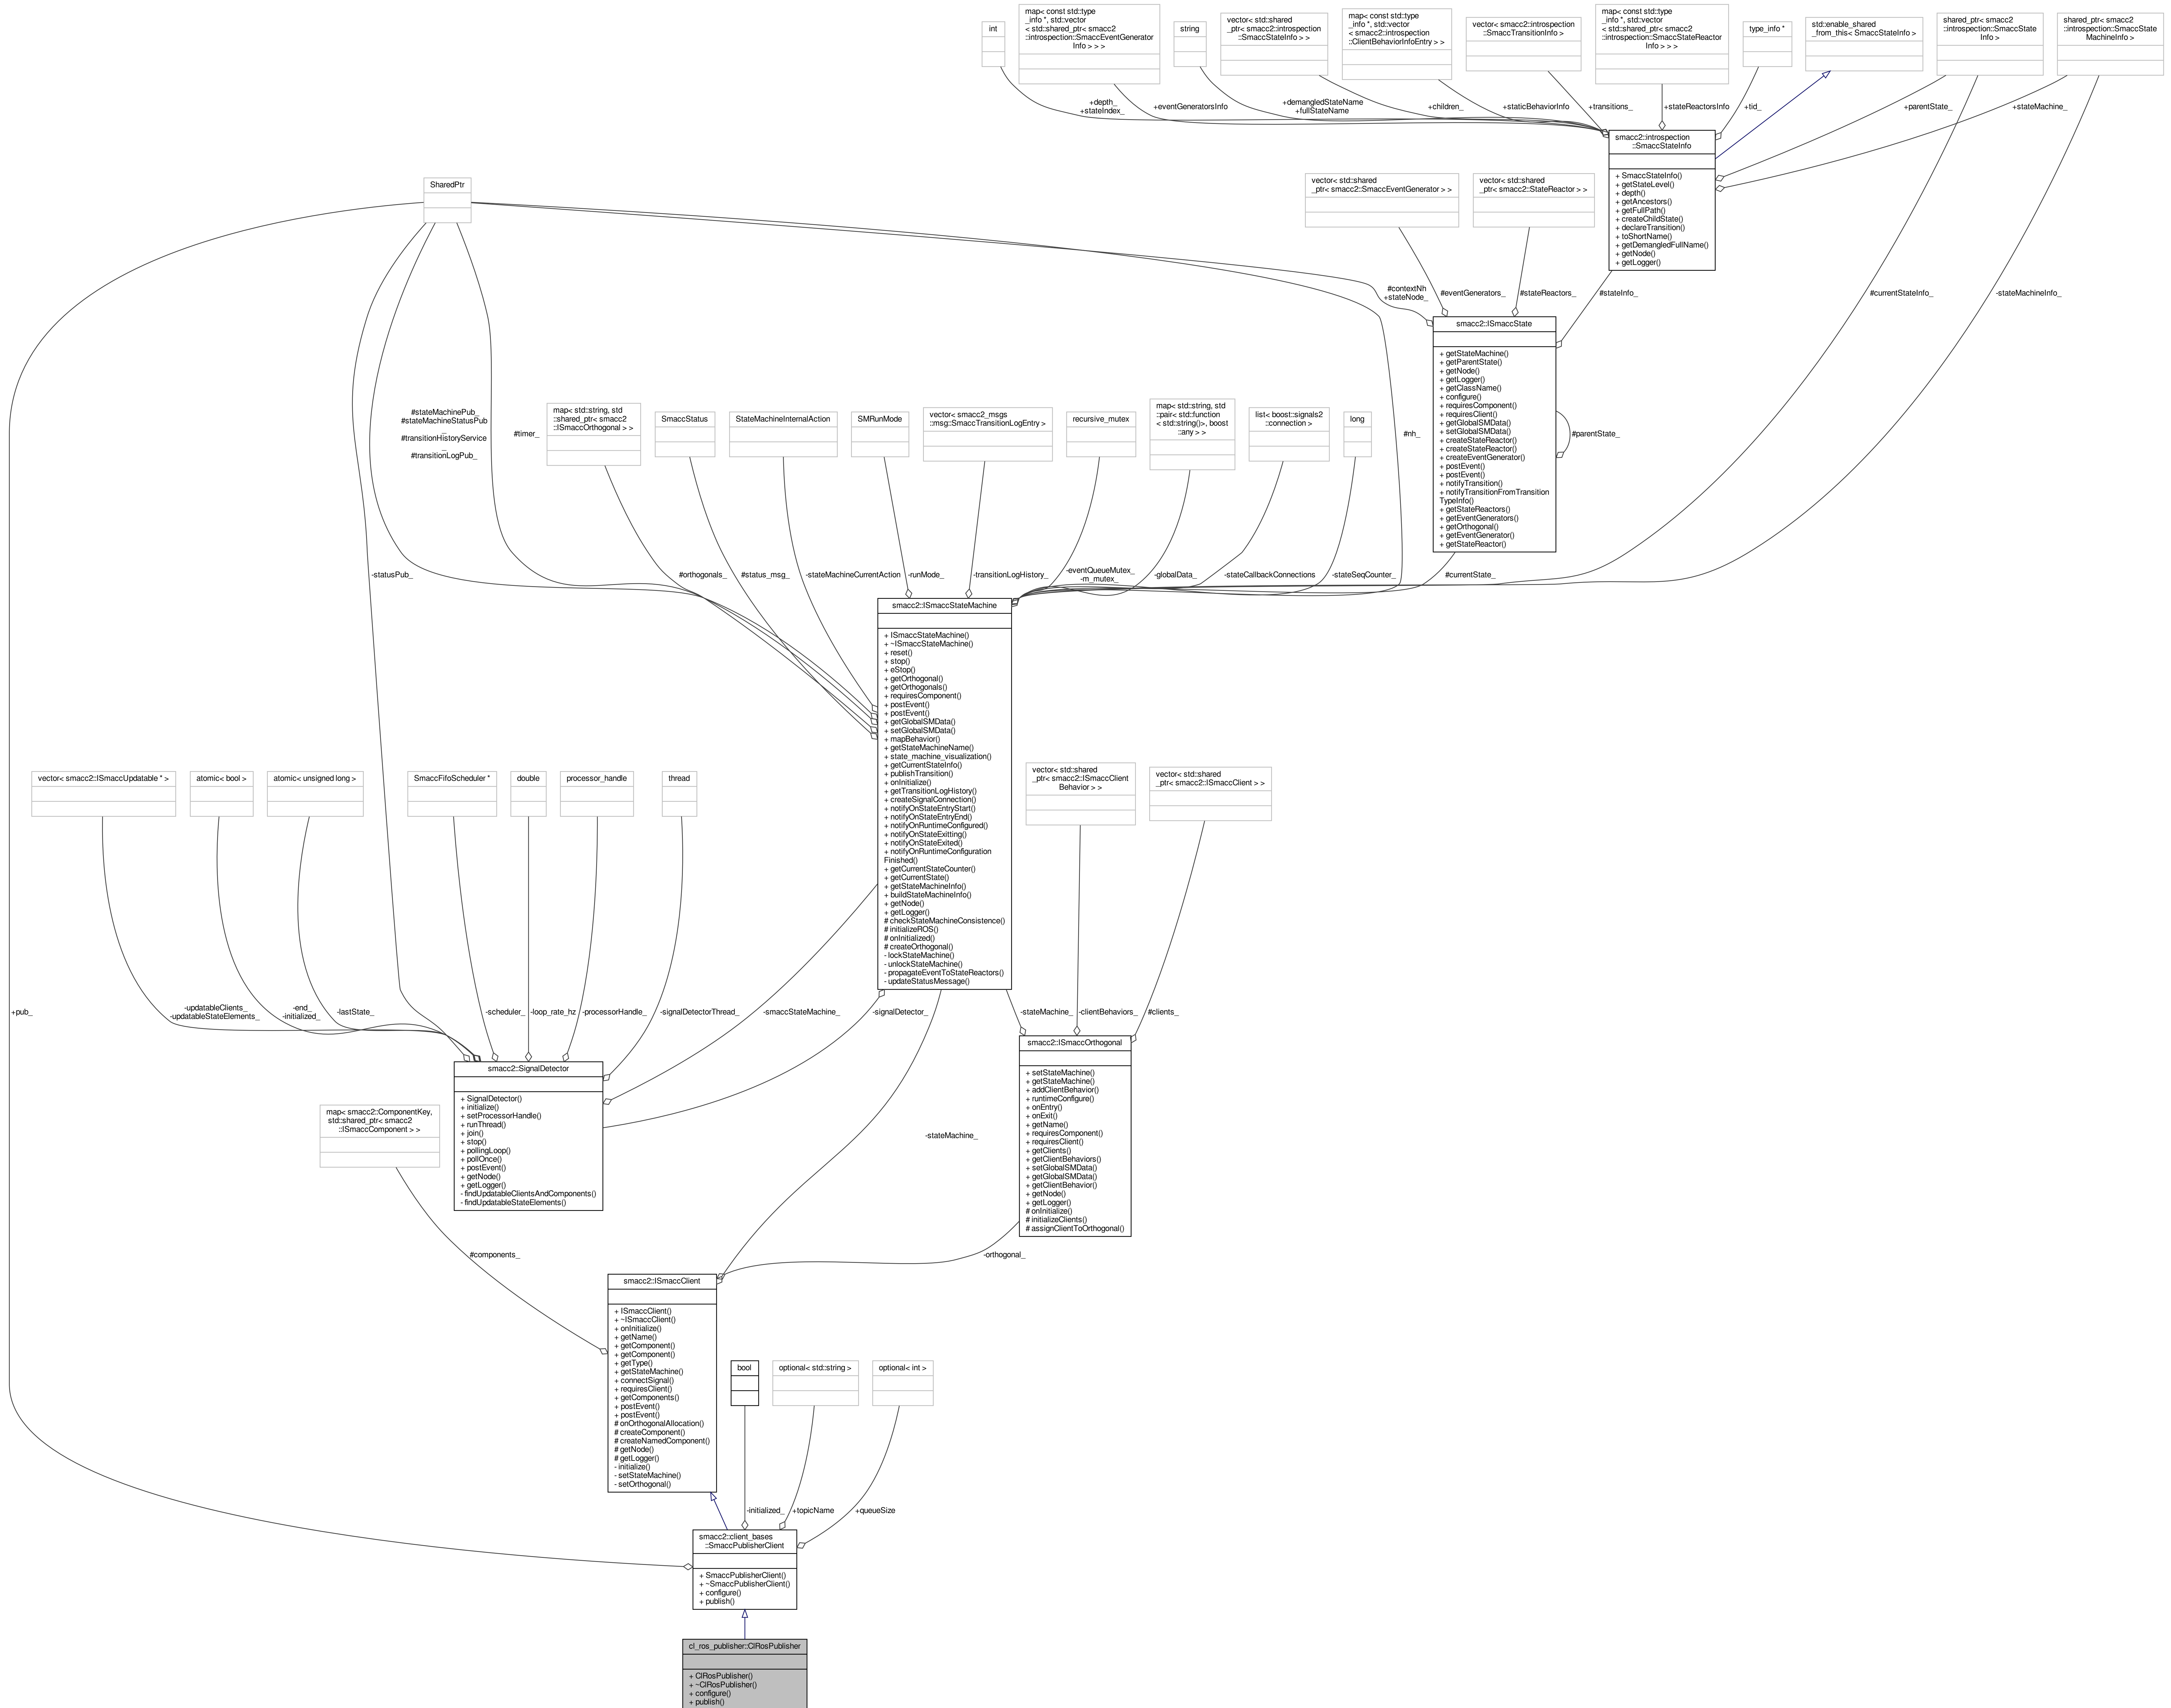 int
map< const std::type
_info *, std::vector
< std::shared_ptr< smacc2
::introspection::SmaccEventGenerator
Info > > >
string
vector< std::shared
_ptr< smacc2::introspection
::SmaccStateInfo > >
map< const std::type
_info *, std::vector
< smacc2::introspection
::ClientBehaviorInfoEntry > >
vector< smacc2::introspection
::SmaccTransitionInfo >
map< const std::type
_info *, std::vector
< std::shared_ptr< smacc2
::introspection::SmaccStateReactor
Info > > >
type_info *
std::enable_shared
_from_this< SmaccStateInfo >
shared_ptr< smacc2
::introspection::SmaccState
Info >
shared_ptr< smacc2
::introspection::SmaccState
MachineInfo >
+depth_
+stateIndex_
+eventGeneratorsInfo
+demangledStateName
+fullStateName
+children_
+staticBehaviorInfo
+transitions_
+stateReactorsInfo
+tid_
+parentState_
+stateMachine_
smacc2::introspection
::SmaccStateInfo
+ SmaccStateInfo()
+ getStateLevel()
+ depth()
+ getAncestors()
+ getFullPath()
+ createChildState()
+ declareTransition()
+ toShortName()
+ getDemangledFullName()
+ getNode()
+ getLogger()
SharedPtr
vector< std::shared
_ptr< smacc2::SmaccEventGenerator > >
vector< std::shared
_ptr< smacc2::StateReactor > >
#contextNh
+stateNode_
#eventGenerators_
#stateReactors_
#stateInfo_
#currentStateInfo_
-stateMachineInfo_
smacc2::ISmaccState
+ getStateMachine()
+ getParentState()
+ getNode()
+ getLogger()
+ getClassName()
+ configure()
+ requiresComponent()
+ requiresClient()
+ getGlobalSMData()
+ setGlobalSMData()
+ createStateReactor()
+ createStateReactor()
+ createEventGenerator()
+ postEvent()
+ postEvent()
+ notifyTransition()
+ notifyTransitionFromTransition
TypeInfo()
+ getStateReactors()
+ getEventGenerators()
+ getOrthogonal()
+ getEventGenerator()
+ getStateReactor()
#parentState_
#stateMachinePub_
#stateMachineStatusPub
_
#transitionHistoryService
_
#transitionLogPub_
#timer_
map< std::string, std
::shared_ptr< smacc2
::ISmaccOrthogonal > >
SmaccStatus
StateMachineInternalAction
SMRunMode
vector< smacc2_msgs
::msg::SmaccTransitionLogEntry >
recursive_mutex
map< std::string, std
::pair< std::function
< std::string()>, boost
::any > >
list< boost::signals2
::connection >
long
#nh_
-statusPub_
#orthogonals_
#status_msg_
-stateMachineCurrentAction
-runMode_
-transitionLogHistory_
-eventQueueMutex_
-m_mutex_
-globalData_
-stateCallbackConnections
-stateSeqCounter_
#currentState_
smacc2::ISmaccStateMachine
+ ISmaccStateMachine()
+ ~ISmaccStateMachine()
+ reset()
+ stop()
+ eStop()
+ getOrthogonal()
+ getOrthogonals()
+ requiresComponent()
+ postEvent()
+ postEvent()
+ getGlobalSMData()
+ setGlobalSMData()
+ mapBehavior()
+ getStateMachineName()
+ state_machine_visualization()
+ getCurrentStateInfo()
+ publishTransition()
+ onInitialize()
+ getTransitionLogHistory()
+ createSignalConnection()
+ notifyOnStateEntryStart()
+ notifyOnStateEntryEnd()
+ notifyOnRuntimeConfigured()
+ notifyOnStateExitting()
+ notifyOnStateExited()
+ notifyOnRuntimeConfiguration
Finished()
+ getCurrentStateCounter()
+ getCurrentState()
+ getStateMachineInfo()
+ buildStateMachineInfo()
+ getNode()
+ getLogger()
# checkStateMachineConsistence()
# initializeROS()
# onInitialized()
# createOrthogonal()
- lockStateMachine()
- unlockStateMachine()
- propagateEventToStateReactors()
- updateStatusMessage()
vector< smacc2::ISmaccUpdatable * >
atomic< bool >
atomic< unsigned long >
SmaccFifoScheduler *
double
processor_handle
thread
vector< std::shared
_ptr< smacc2::ISmaccClient
Behavior > >
vector< std::shared
_ptr< smacc2::ISmaccClient > >
+pub_
-updatableClients_
-updatableStateElements_
-end_
-initialized_
-lastState_
-scheduler_
-loop_rate_hz
-processorHandle_
-signalDetectorThread_
-smaccStateMachine_
-signalDetector_
-stateMachine_
-clientBehaviors_
#clients_
smacc2::SignalDetector
+ SignalDetector()
+ initialize()
+ setProcessorHandle()
+ runThread()
+ join()
+ stop()
+ pollingLoop()
+ pollOnce()
+ postEvent()
+ getNode()
+ getLogger()
- findUpdatableClientsAndComponents()
- findUpdatableStateElements()
smacc2::ISmaccOrthogonal
+ setStateMachine()
+ getStateMachine()
+ addClientBehavior()
+ runtimeConfigure()
+ onEntry()
+ onExit()
+ getName()
+ requiresComponent()
+ requiresClient()
+ getClients()
+ getClientBehaviors()
+ setGlobalSMData()
+ getGlobalSMData()
+ getClientBehavior()
+ getNode()
+ getLogger()
# onInitialize()
# initializeClients()
# assignClientToOrthogonal()
map< smacc2::ComponentKey,
std::shared_ptr< smacc2
::ISmaccComponent > >
-stateMachine_
#components_
-orthogonal_
smacc2::ISmaccClient
+ ISmaccClient()
+ ~ISmaccClient()
+ onInitialize()
+ getName()
+ getComponent()
+ getComponent()
+ getType()
+ getStateMachine()
+ connectSignal()
+ requiresClient()
+ getComponents()
+ postEvent()
+ postEvent()
# onOrthogonalAllocation()
# createComponent()
# createNamedComponent()
# getNode()
# getLogger()
- initialize()
- setStateMachine()
- setOrthogonal()
bool
optional< std::string >
optional< int >
-initialized_
+topicName
+queueSize
smacc2::client_bases
::SmaccPublisherClient
+ SmaccPublisherClient()
+ ~SmaccPublisherClient()
+ configure()
+ publish()
cl_ros_publisher::ClRosPublisher
+ ClRosPublisher()
+ ~ClRosPublisher()
+ configure()
+ publish()